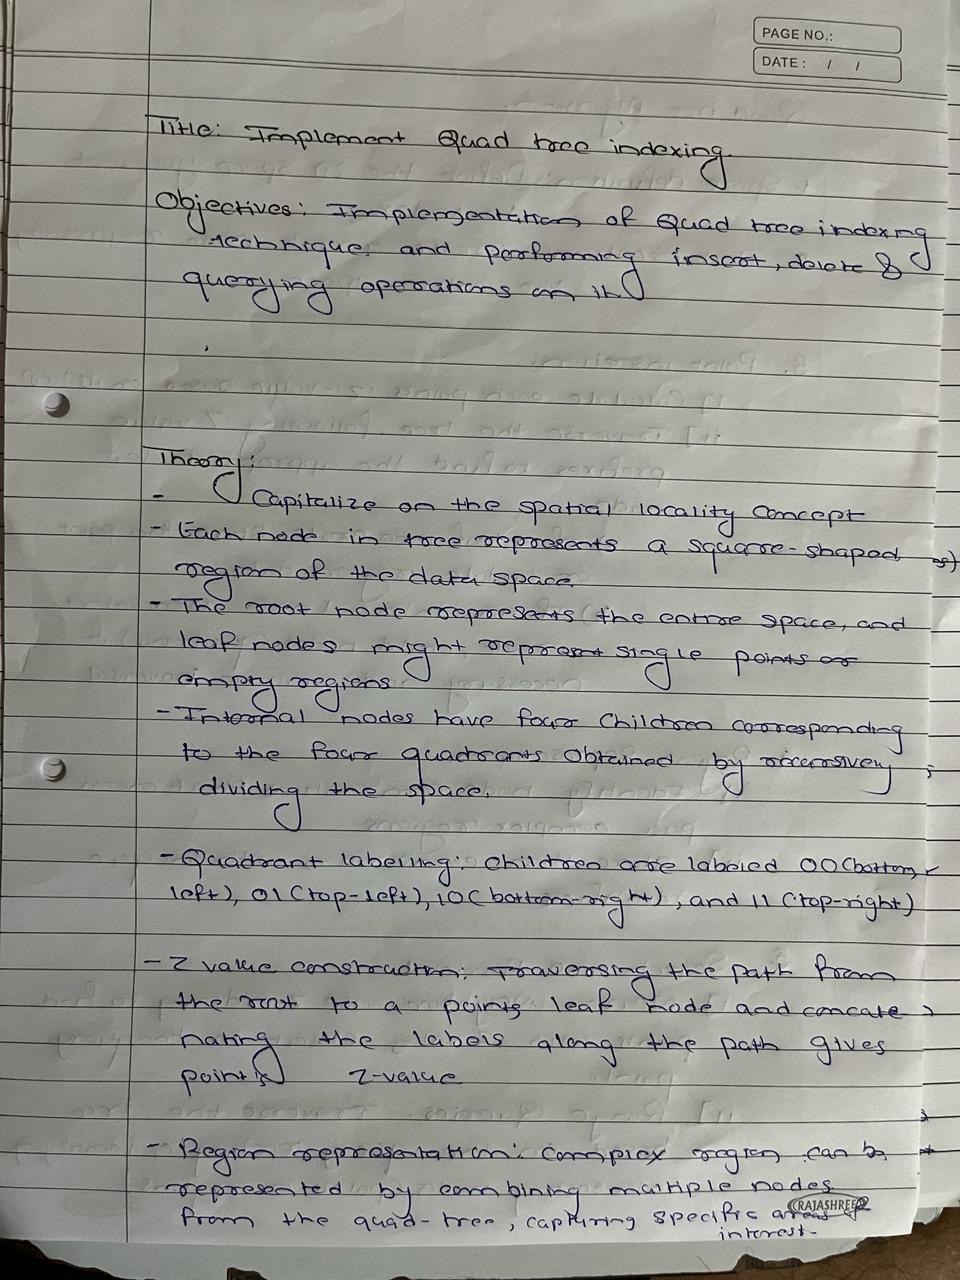 PAGE NO.:
DATE: / /
Title: Implement Quad tree indexing
Objectives: Implementation of Quad tree indexing
technique and performing insert, delete &
querying operations on it
Theory:
- Capitalize on the spatial locality concept
- Each node in tree represents a square-shaped
region of the data space.
- The root node represents the entire space, and
leaf nodes might represent single points or
empty regions
- Internal nodes have four children corresponding
to the four quadrants obtained by recursivey
dividing the space.
- Quadrant labelling: children are labeled 00(bottom-
left), 01(top-left), 10(bottom-right), and 11(top-right)
- Z value construction: Traversing the path from
the root to a points leaf node and concate
nating the labels along the path gives
point's z-value
- Region representation: complex region can be
represented by combining multiple nodes
from the quad-tree, capturing specific areas of
interest.
RAJASHREE